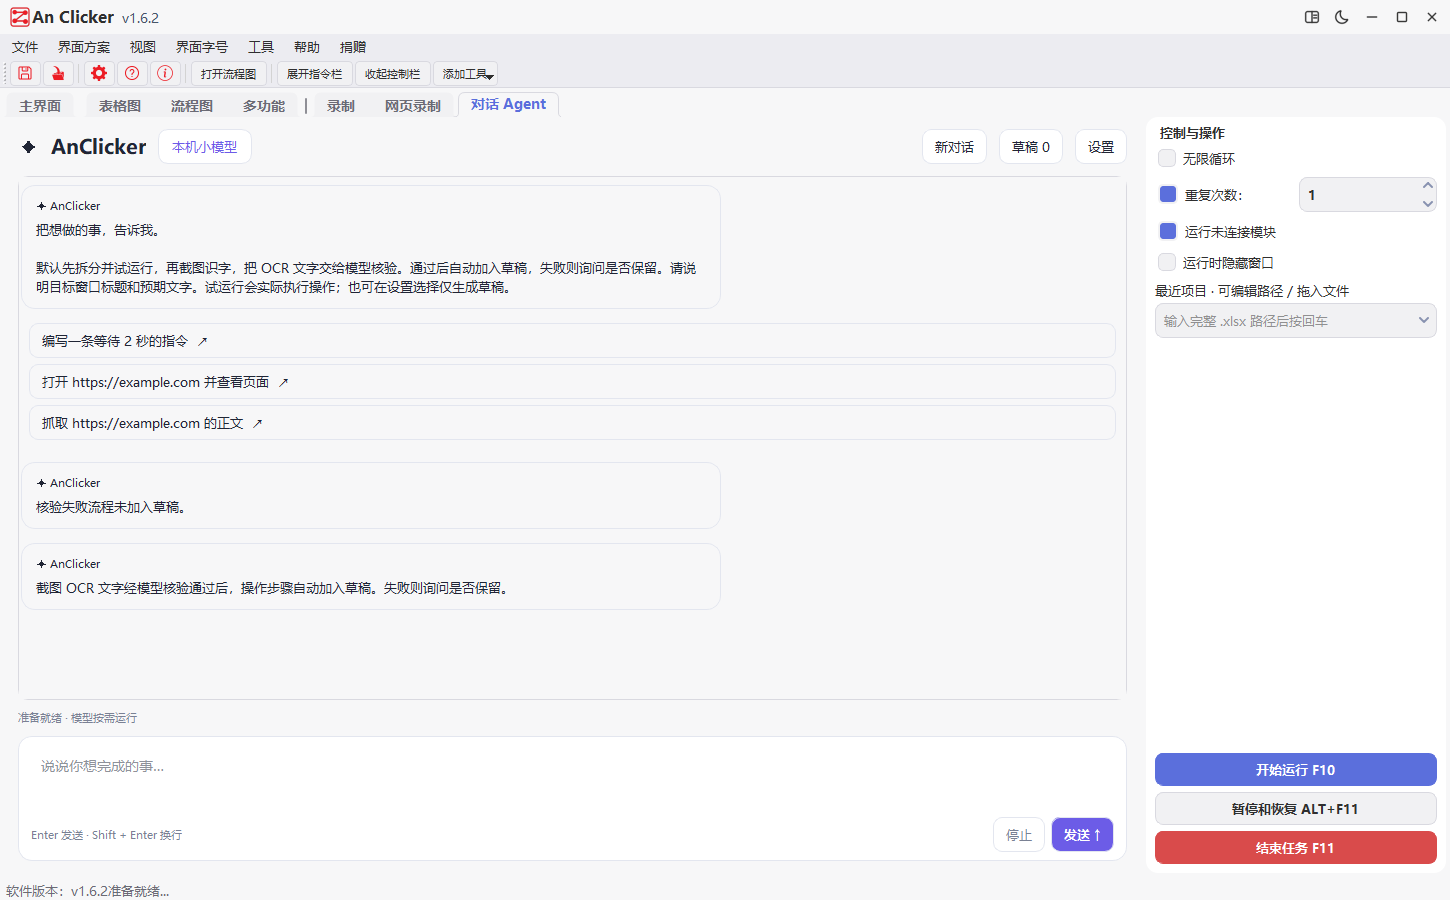 An Clicker v1.6.2
文件 界面方案 视图 界面字号 工具 帮助 捐赠
打开流程图 展开指令栏 收起控制栏 添加工具
主界面 表格图 流程图 多功能 | 录制 网页录制 对话 Agent
AnClicker 本机小模型 新对话 草稿 0 设置
AnClicker
把想做的事，告诉我。
默认先拆分并试运行，再截图识字，把 OCR 文字交给模型核验。通过后自动加入草稿，失败则询问是否保留。请说
明目标窗口标题和预期文字。试运行会实际执行操作；也可在设置选择仅生成草稿。
编写一条等待 2 秒的指令 ↗
打开 https://example.com 并查看页面 ↗
抓取 https://example.com 的正文 ↗
AnClicker
核验失败流程未加入草稿。
AnClicker
截图 OCR 文字经模型核验通过后，操作步骤自动加入草稿。失败则询问是否保留。
准备就绪 · 模型按需运行
说说你想完成的事...
Enter 发送 · Shift + Enter 换行
停止 发送 ↑
控制与操作
无限循环
重复次数： 1
运行未连接模块
运行时隐藏窗口
最近项目 · 可编辑路径 / 拖入文件
输入完整 .xlsx 路径后按回车
开始运行 F10
暂停和恢复 ALT+F11
结束任务 F11
软件版本：v1.6.2准备就绪...